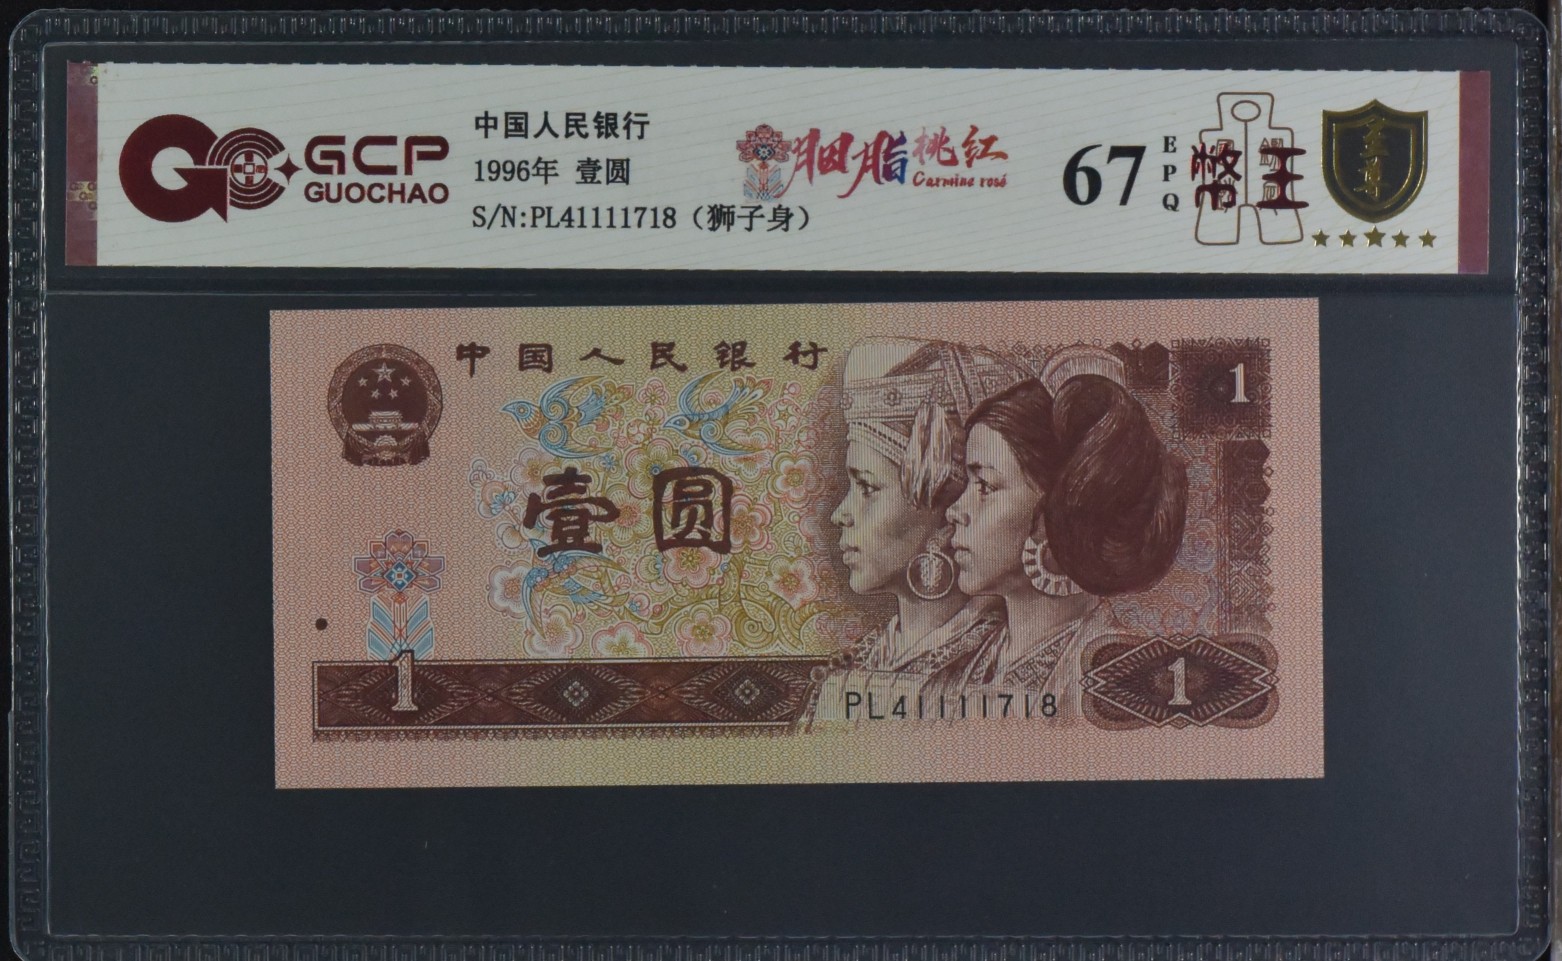 GCP
GUOCHAO
中国人民银行
1996年 壹圆
S/N:PL41111718（狮子身）
胭脂桃红
Carmine rosé
67
EPQ
至尊
中国人民银行
1
壹圆
1
PL41111718
1